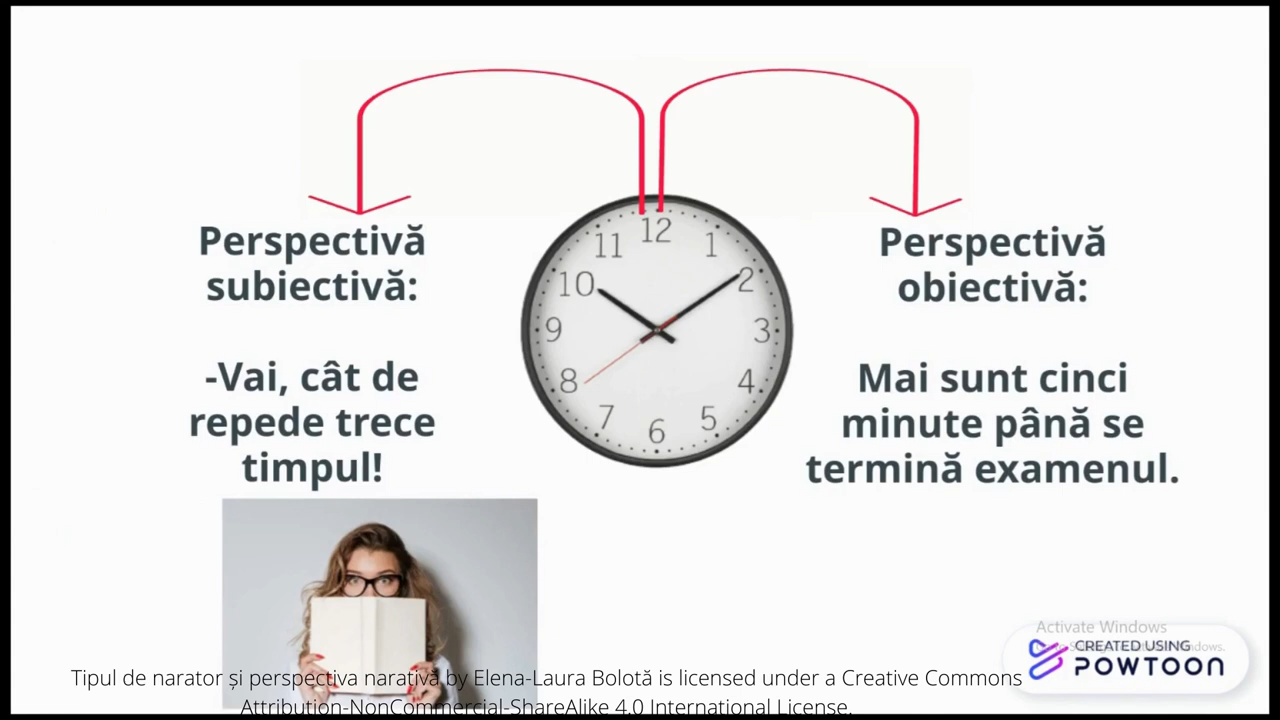 Perspectivă
subiectivă:
-Vai, cât de
repede trece
timpul!
12
1
2
3
4
5
6
7
8
9
10
11
Perspectivă
obiectivă:
Mai sunt cinci
minute până se
termină examenul.
Activate Windows
CREATED USING
POWTOON
Tipul de narator și perspectiva narativă by Elena-Laura Bolotă is licensed under a Creative Commons
Attribution-NonCommercial-ShareAlike 4.0 International License.